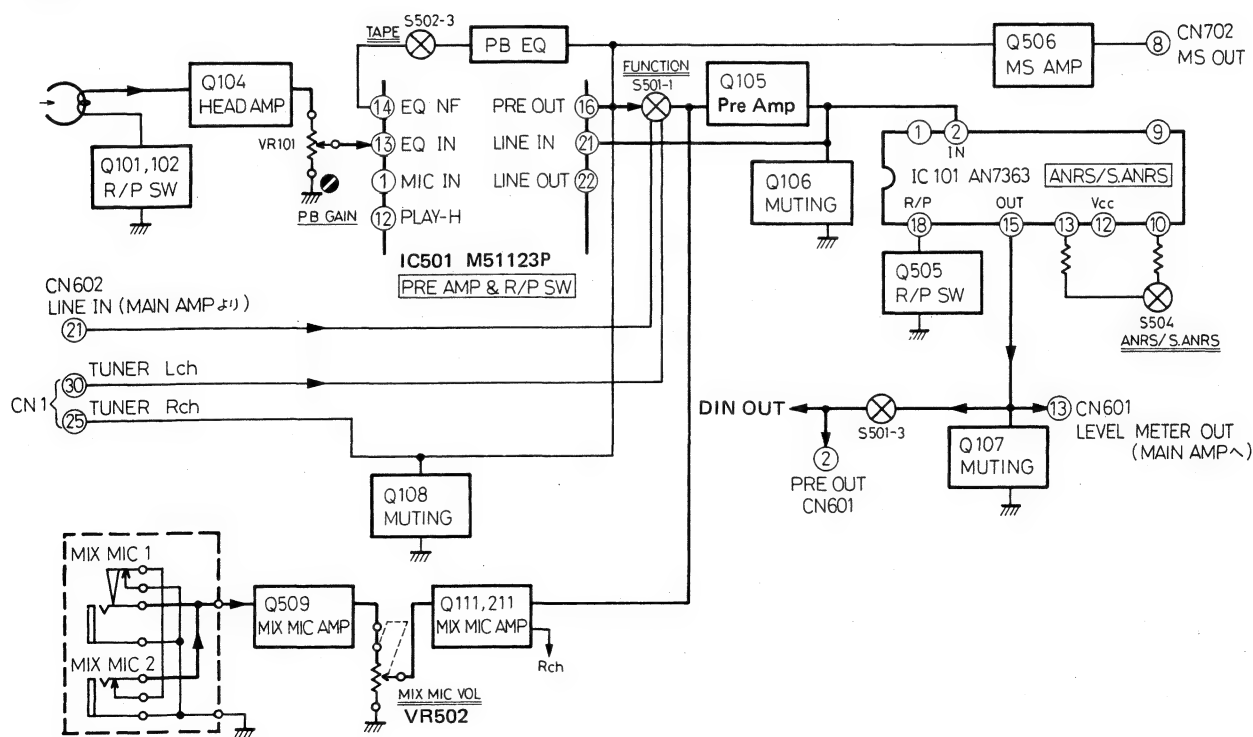 S502-3
TAPE
PB EQ
Q506
MS AMP
8
CN702
MS OUT
Q104
HEAD AMP
FUNCTION
S501-1
Q105
Pre Amp
14 EQ NF
PRE OUT 16
VR101
13 EQ IN
LINE IN 21
1 MIC IN
LINE OUT 22
12 PLAY-H
PB GAIN
Q101,102
R/P SW
IC501 M51123P
PRE AMP & R/P SW
Q106
MUTING
1
2
9
IN
IC 101 AN7363
ANRS/S.ANRS
R/P
OUT
Vcc
18
15
13
12
10
Q505
R/P SW
S504
ANRS/S.ANRS
CN602
LINE IN (MAIN AMPより)
21
CN1
30
TUNER Lch
25
TUNER Rch
DIN OUT
S501-3
13
CN601
LEVEL METER OUT
(MAIN AMPへ)
2
PRE OUT
CN601
Q107
MUTING
Q108
MUTING
MIX MIC 1
MIX MIC 2
Q509
MIX MIC AMP
Q111,211
MIX MIC AMP
Rch
MIX MIC VOL
VR502